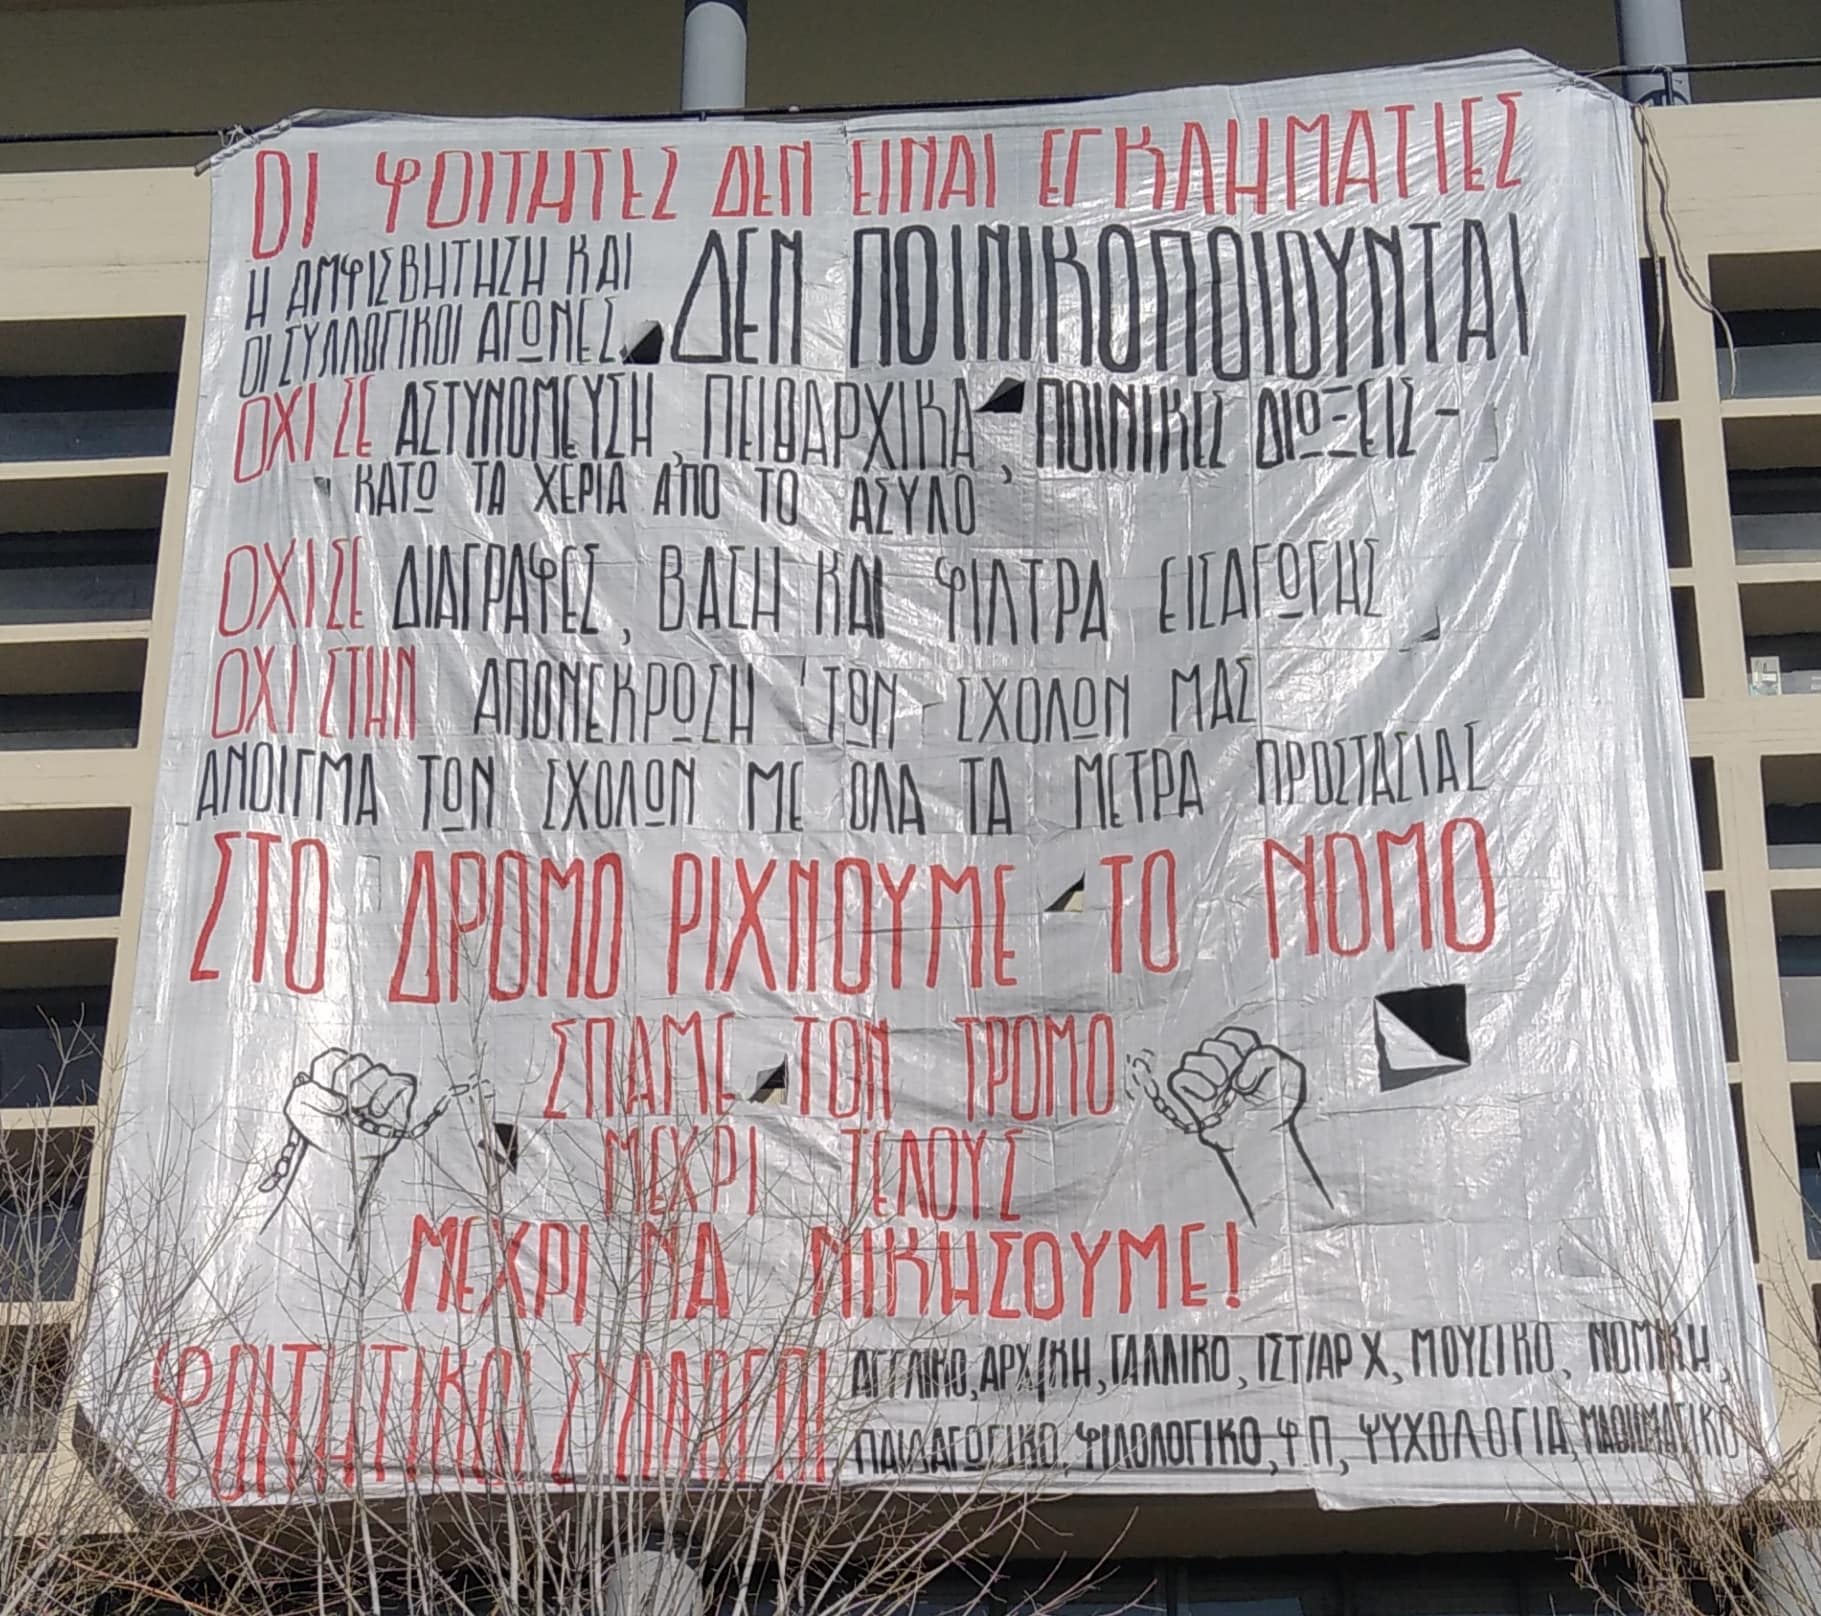 ΟΙ ΦΟΙΤΗΤΕΣ ΔΕΝ ΕΙΝΑΙ ΕΓΚΛΗΜΑΤΙΕΣ
Η ΑΜΦΙΣΒΗΤΗΣΗ ΚΑΙ
ΟΙ ΣΥΛΛΟΓΙΚΟΙ ΑΓΩΝΕΣ ΔΕΝ ΠΟΙΝΙΚΟΠΟΙΟΥΝΤΑΙ
ΟΧΙ ΣΕ ΑΣΤΥΝΟΜΕΥΣΗ, ΠΕΙΘΑΡΧΙΚΑ, ΠΟΙΝΙΚΕΣ ΔΙΩΞΕΙΣ -
- ΚΑΤΩ ΤΑ ΧΕΡΙΑ ΑΠΟ ΤΟ ΑΣΥΛΟ
ΟΧΙ ΣΕ ΔΙΑΓΡΑΦΕΣ, ΒΑΣΗ ΚΑΙ ΦΙΛΤΡΑ ΕΙΣΑΓΩΓΗΣ
ΟΧΙ ΣΤΗΝ ΑΠΟΝΕΚΡΩΣΗ ΤΩΝ ΣΧΟΛΩΝ ΜΑΣ
ΑΝΟΙΓΜΑ ΤΩΝ ΣΧΟΛΩΝ ΜΕ ΟΛΑ ΤΑ ΜΕΤΡΑ ΠΡΟΣΤΑΣΙΑΣ
ΣΤΟ ΔΡΟΜΟ ΡΙΧΝΟΥΜΕ ΤΟ ΝΟΜΟ
ΣΠΑΜΕ ΤΟΝ ΤΡΟΜΟ
ΜΕΧΡΙ ΤΕΛΟΥΣ
ΜΕΧΡΙ ΝΑ ΝΙΚΗΣΟΥΜΕ!
ΦΟΙΤΗΤΙΚΟΙ ΣΥΛΛΟΓΟΙ ΑΓΓΛΙΚΟ, ΑΡΧ/ΚΗ, ΓΑΛΛΙΚΟ, ΙΣΤ/ΑΡΧ, ΜΟΥΣΙΚΟ, ΝΟΜΙΚΗ,
ΠΑΙΔΑΓΩΓΙΚΟ, ΦΙΛΟΛΟΓΙΚΟ, Φ.Π, ΨΥΧΟΛΟΓΙΑ, ΜΑΘΗΜΑΤΙΚΟ